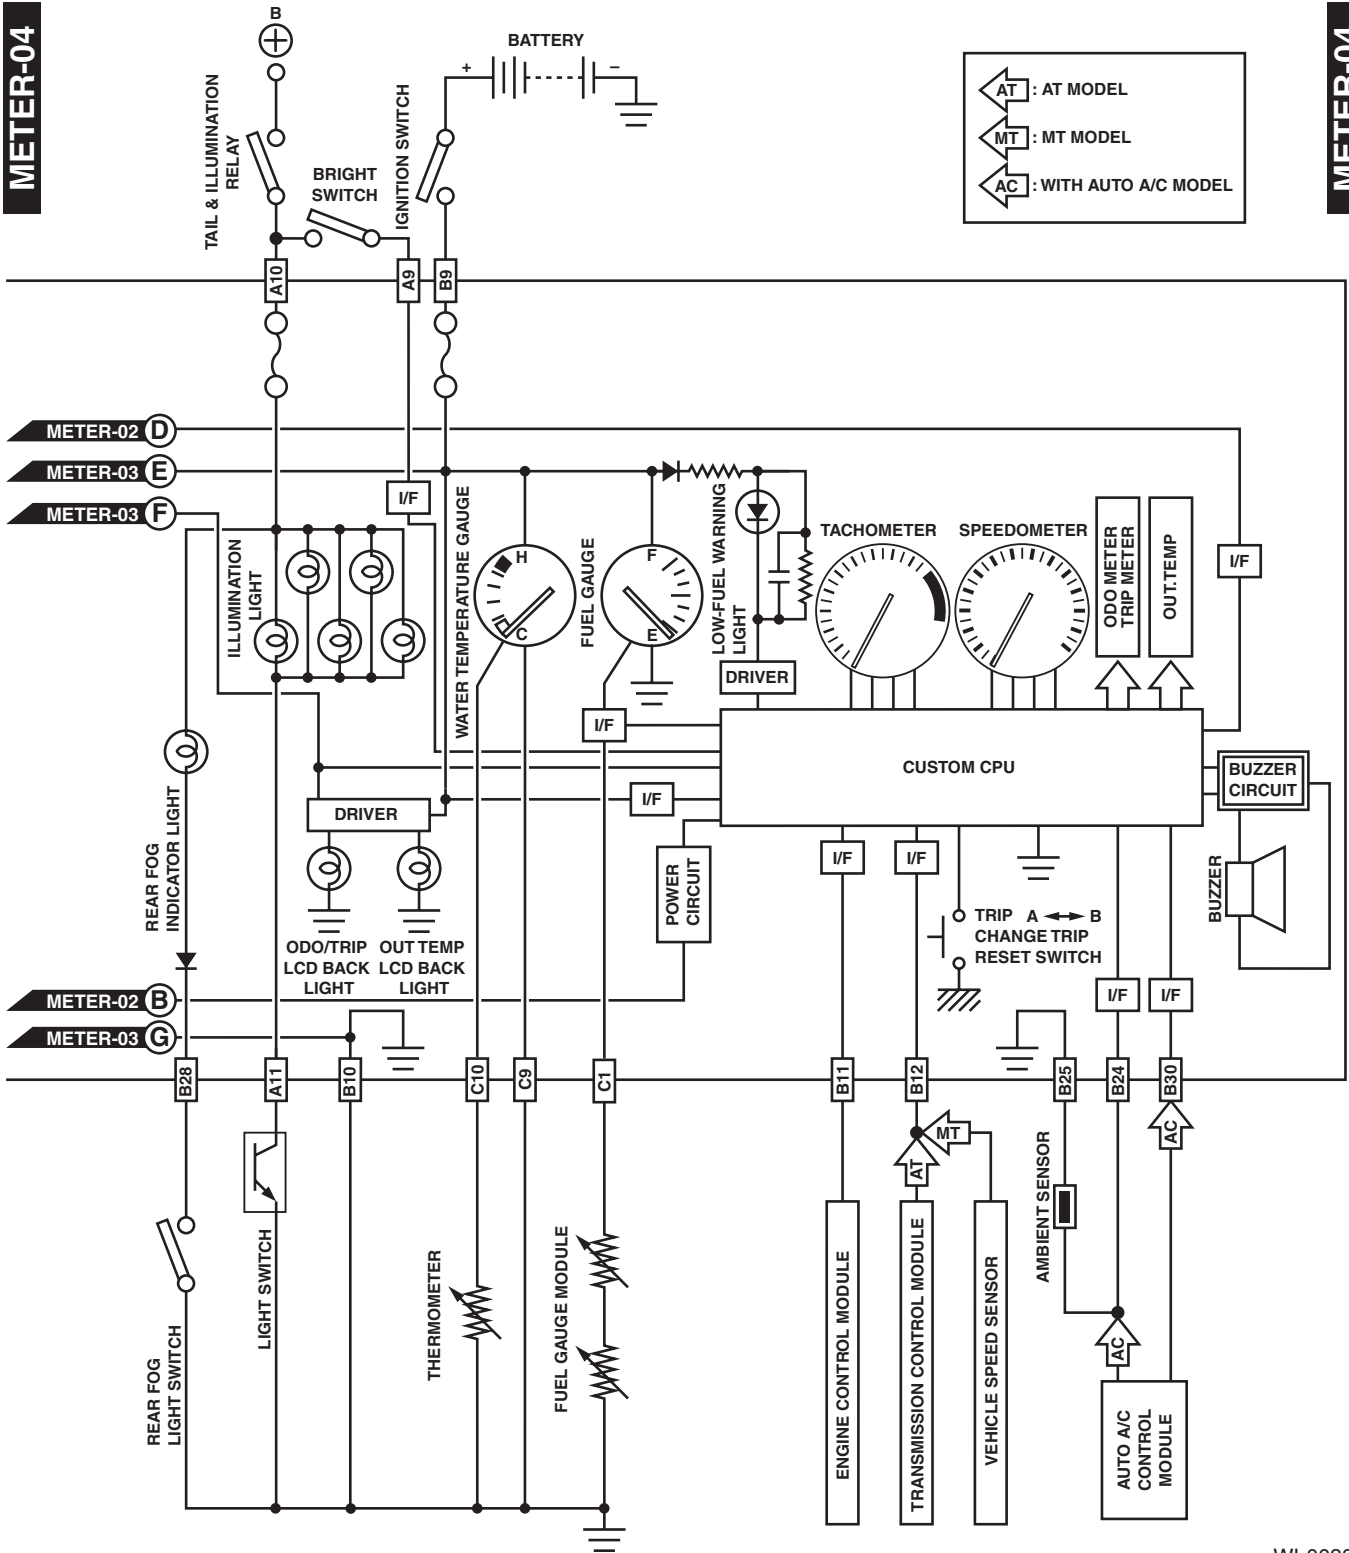 METER-04
METER-04
B
BATTERY
+
–
TAIL & ILLUMINATION
RELAY
BRIGHT
SWITCH
IGNITION SWITCH
AT : AT MODEL
MT : MT MODEL
AC : WITH AUTO A/C MODEL
A10
A9
B9
METER-02 D
METER-03 E
METER-03 F
I/F
ILLUMINATION
LIGHT
WATER TEMPERATURE GAUGE
H
C
FUEL GAUGE
F
E
LOW-FUEL WARNING
LIGHT
TACHOMETER
SPEEDOMETER
ODO METER
TRIP METER
OUT.TEMP
I/F
DRIVER
I/F
CUSTOM CPU
BUZZER
CIRCUIT
I/F
DRIVER
REAR FOG
INDICATOR LIGHT
POWER
CIRCUIT
I/F
I/F
BUZZER
TRIP A B
CHANGE TRIP
RESET SWITCH
ODO/TRIP
LCD BACK
LIGHT
OUT TEMP
LCD BACK
LIGHT
METER-02 B
METER-03 G
I/F
I/F
B28
A11
B10
C10
C9
C1
B11
B12
B25
B24
B30
MT
AT
AC
AMBIENT SENSOR
LIGHT SWITCH
REAR FOG
LIGHT SWITCH
THERMOMETER
FUEL GAUGE MODULE
ENGINE CONTROL MODULE
TRANSMISSION CONTROL MODULE
VEHICLE SPEED SENSOR
AC
AUTO A/C
CONTROL
MODULE